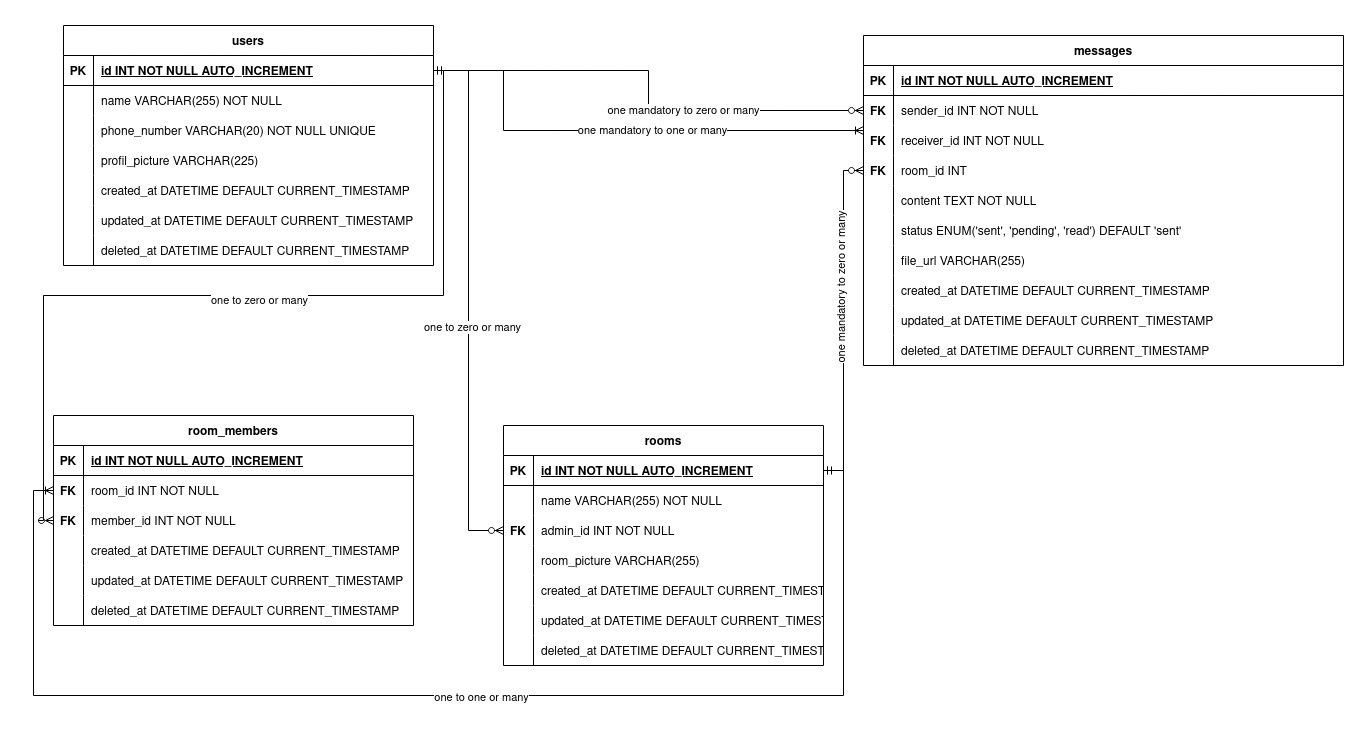 users
PK id INT NOT NULL AUTO_INCREMENT
name VARCHAR(255) NOT NULL
phone_number VARCHAR(20) NOT NULL UNIQUE
profil_picture VARCHAR(225)
created_at DATETIME DEFAULT CURRENT_TIMESTAMP
updated_at DATETIME DEFAULT CURRENT_TIMESTAMP
deleted_at DATETIME DEFAULT CURRENT_TIMESTAMP
one mandatory to zero or many
one mandatory to one or many
messages
PK id INT NOT NULL AUTO_INCREMENT
FK sender_id INT NOT NULL
FK receiver_id INT NOT NULL
FK room_id INT
content TEXT NOT NULL
status ENUM('sent', 'pending', 'read') DEFAULT 'sent'
file_url VARCHAR(255)
created_at DATETIME DEFAULT CURRENT_TIMESTAMP
updated_at DATETIME DEFAULT CURRENT_TIMESTAMP
deleted_at DATETIME DEFAULT CURRENT_TIMESTAMP
one mandatory to zero or many
one to zero or many
one to zero or many
room_members
PK id INT NOT NULL AUTO_INCREMENT
FK room_id INT NOT NULL
FK member_id INT NOT NULL
created_at DATETIME DEFAULT CURRENT_TIMESTAMP
updated_at DATETIME DEFAULT CURRENT_TIMESTAMP
deleted_at DATETIME DEFAULT CURRENT_TIMESTAMP
rooms
PK id INT NOT NULL AUTO_INCREMENT
name VARCHAR(255) NOT NULL
FK admin_id INT NOT NULL
room_picture VARCHAR(255)
created_at DATETIME DEFAULT CURRENT_TIMEST
updated_at DATETIME DEFAULT CURRENT_TIMEST
deleted_at DATETIME DEFAULT CURRENT_TIMEST
one to one or many